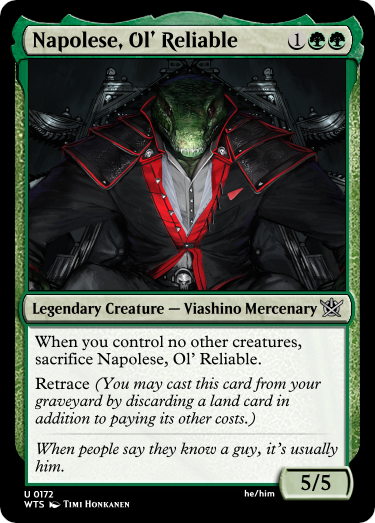 Napolese, Ol' Reliable 1
Legendary Creature — Viashino Mercenary
When you control no other creatures,
sacrifice Napolese, Ol' Reliable.
Retrace (You may cast this card from your
graveyard by discarding a land card in
addition to paying its other costs.)
When people say they know a guy, it's usually
him.
5/5
U 0172 he/him
WTS Timi Honkanen